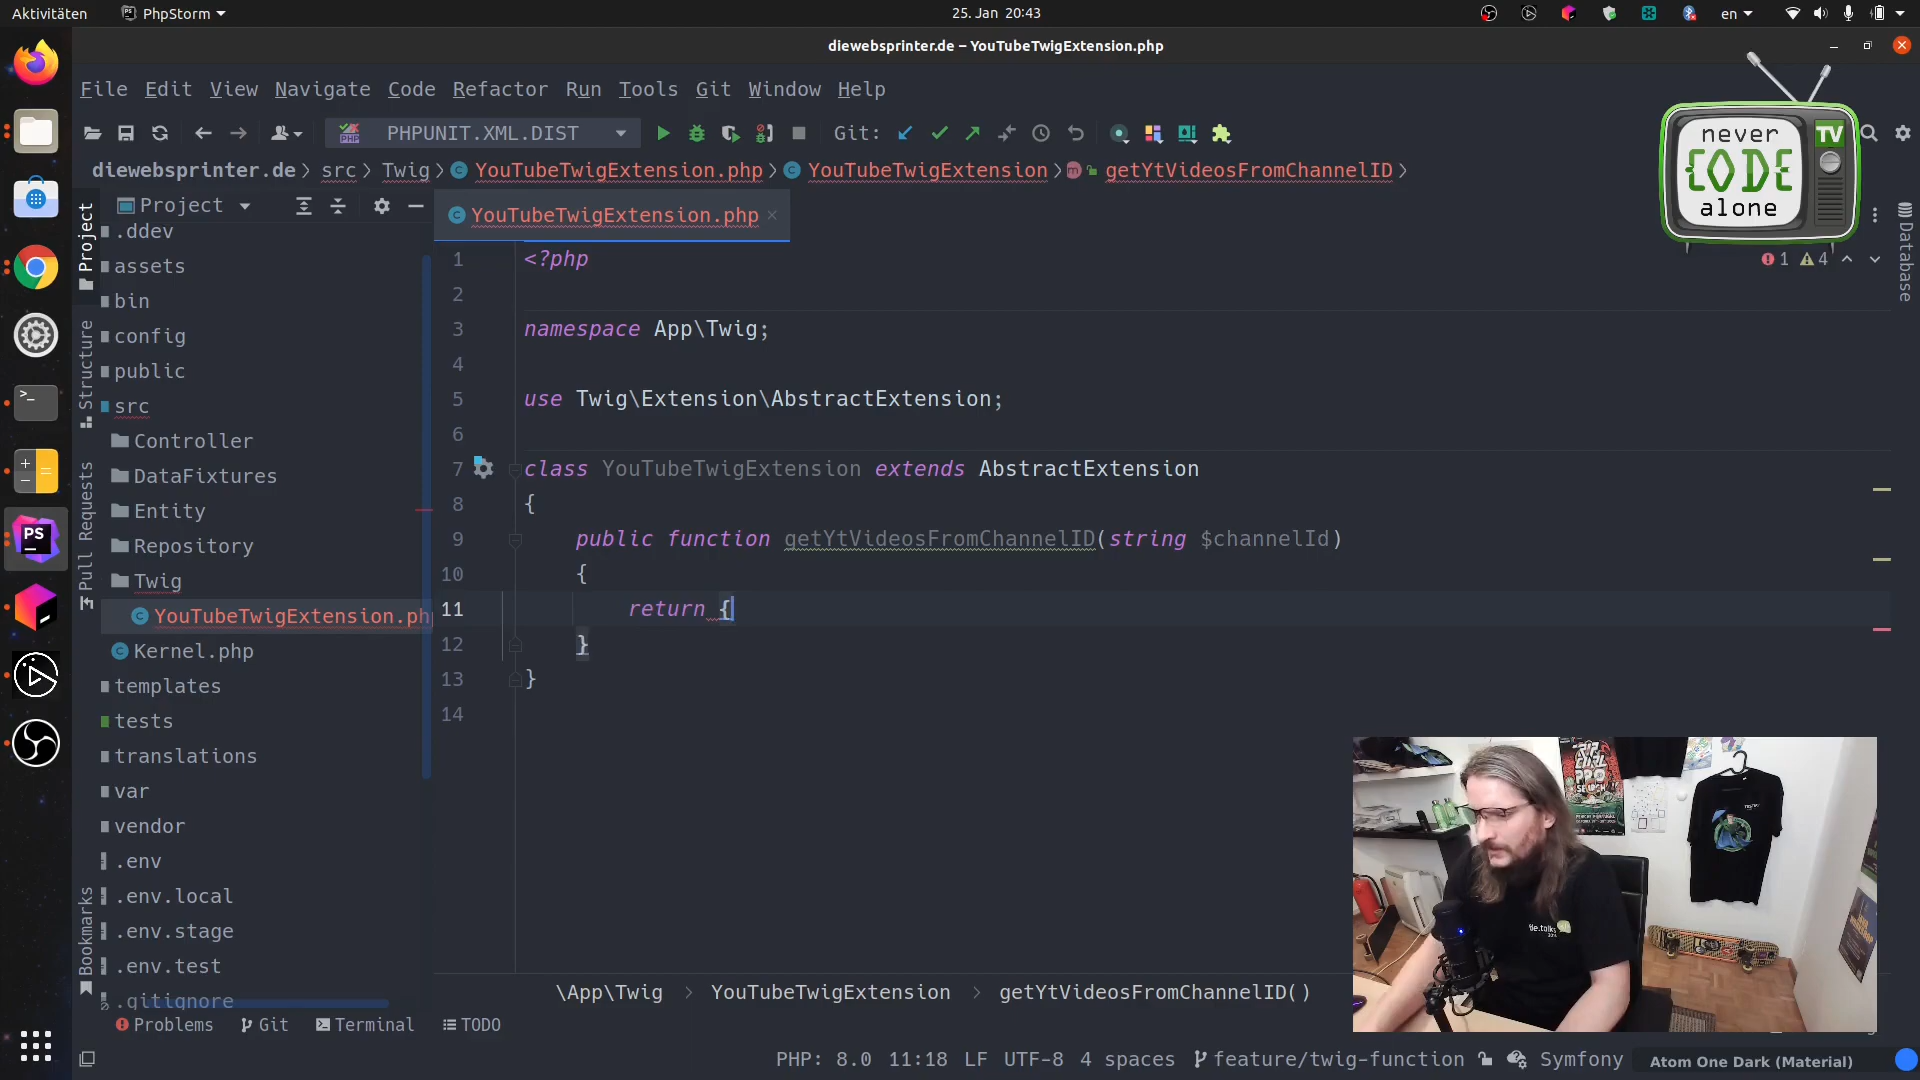 Aktivitäten
PhpStorm
25. Jan 20:43
en
diewebsprinter.de – YouTubeTwigExtension.php
File Edit View Navigate Code Refactor Run Tools Git Window Help
PHPUNIT.XML.DIST
Git:
diewebsprinter.de src Twig YouTubeTwigExtension.php YouTubeTwigExtension getYtVideosFromChannelID
never
CODE
alone
TV
Project
Project
Structure
Pull Requests
Bookmarks
Database
YouTubeTwigExtension.php
1 4
.ddev
assets
bin
config
public
src
Controller
DataFixtures
Entity
Repository
Twig
YouTubeTwigExtension.ph
Kernel.php
templates
tests
translations
var
vendor
.env
.env.local
.env.stage
.env.test
.gitignore
1 <?php
2
3 namespace App\Twig;
4
5 use Twig\Extension\AbstractExtension;
6
7 class YouTubeTwigExtension extends AbstractExtension
8 {
9 public function getYtVideosFromChannelID(string $channelId)
10 {
11 return {
12 }
13 }
14
\App\Twig > YouTubeTwigExtension > getYtVideosFromChannelID()
Problems Git Terminal TODO
PHP: 8.0 11:18 LF UTF-8 4 spaces feature/twig-function Symfony Atom One Dark (Material)
PS